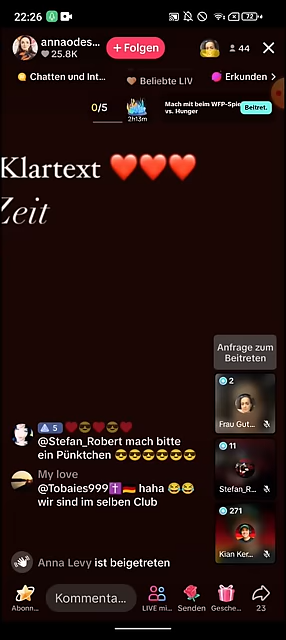 22:26
72
annaodes...
25.8K
+ Folgen
44
Chatten und Int...
Beliebte LIV
Erkunden >
0/5
2h13m
Mach mit beim WFP-Spie
vs. Hunger
Beitret.
Klartext ❤️❤️❤️
Zeit
Anfrage zum
Beitreten
2
Frau Gut...
11
Stefan_R...
271
Kian Ker...
5 ❤️😎❤️😎❤️
@Stefan_Robert mach bitte
ein Pünktchen 😎😎😎😎😎😎
My love
@Tobaies999✝️🇩🇪 haha 😂😂
wir sind im selben Club
Anna Levy ist beigetreten
Abonn...
Kommenta...
LIVE mi...
Senden
Gesche...
23